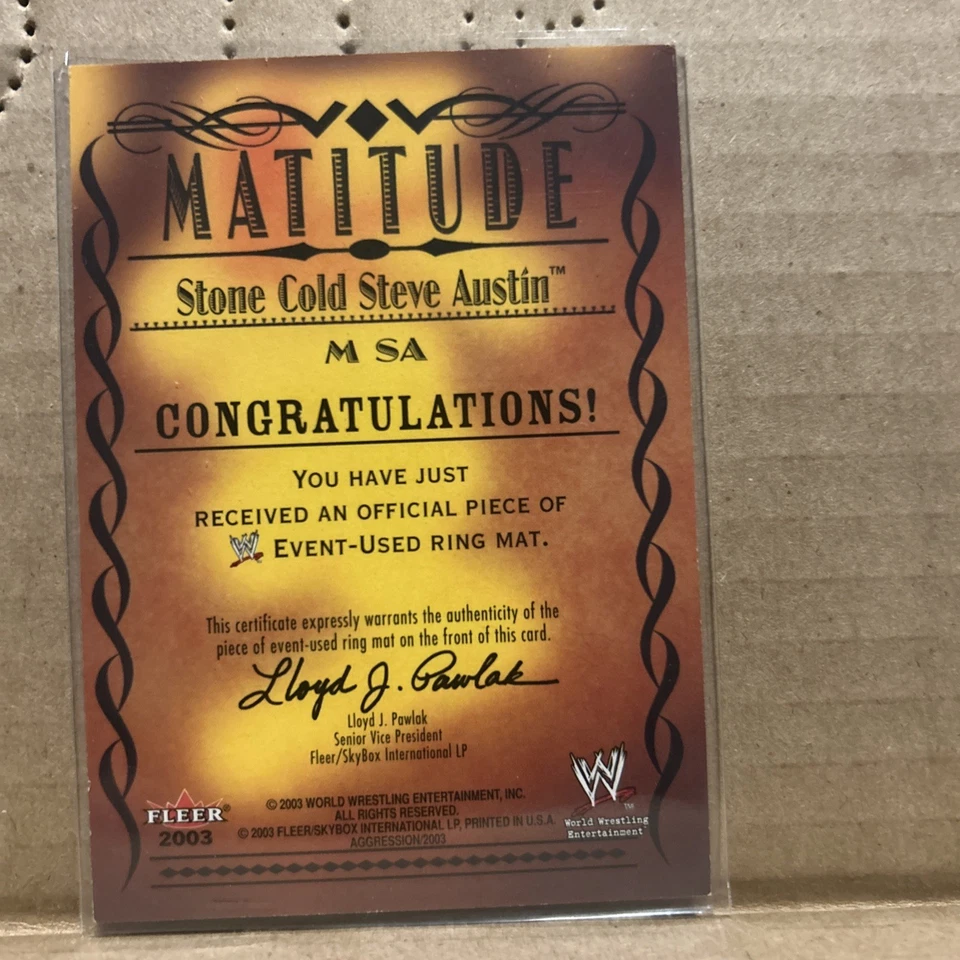 MATITUDE
Stone Cold Steve Austin™
M SA
CONGRATULATIONS!
YOU HAVE JUST
RECEIVED AN OFFICIAL PIECE OF
W EVENT-USED RING MAT.
This certificate expressly warrants the authenticity of the
piece of event-used ring mat on the front of this card.
Lloyd J. Pawlak
Lloyd J. Pawlak
Senior Vice President
Fleer/SkyBox International LP
W™
World Wrestling
Entertainment
FLEER®
2003
© 2003 WORLD WRESTLING ENTERTAINMENT, INC.
ALL RIGHTS RESERVED.
© 2003 FLEER/SKYBOX INTERNATIONAL LP, PRINTED IN U.S.A.
AGGRESSION/2003